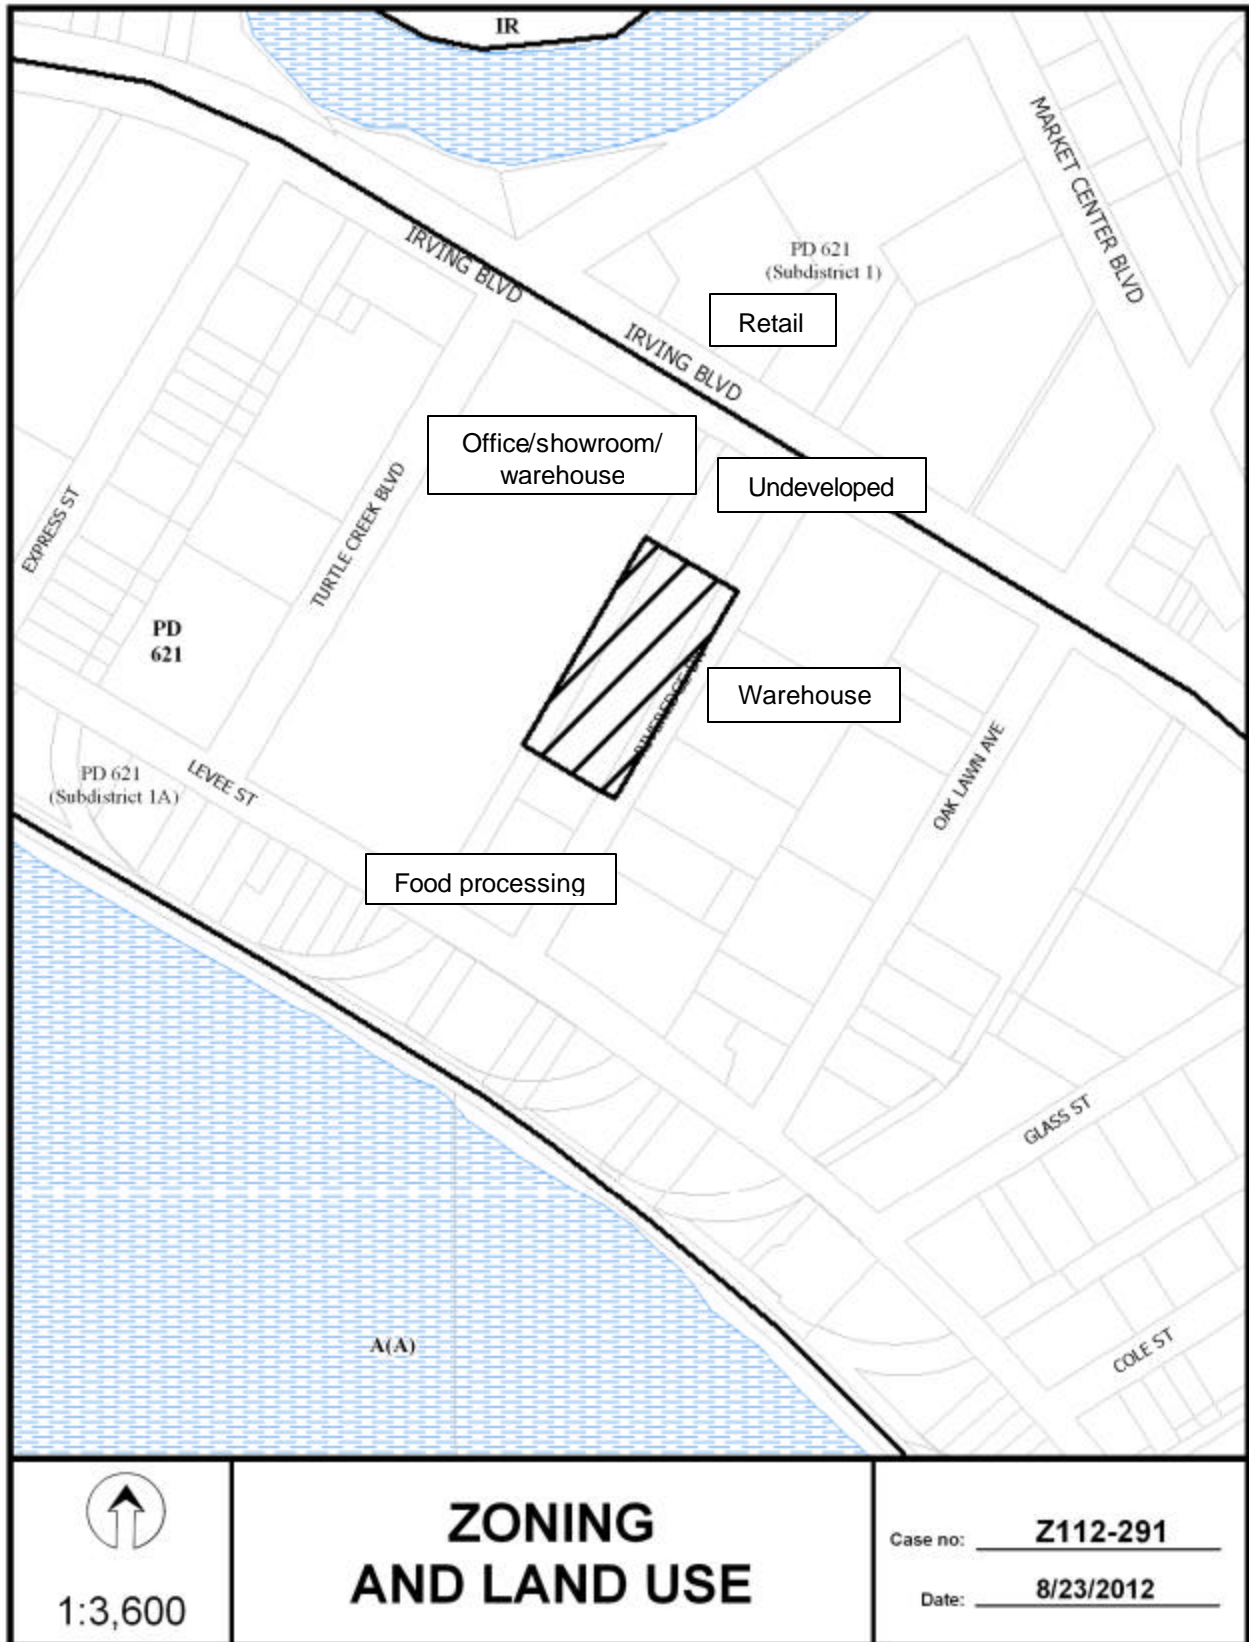 IR
MARKET CENTER BLVD
IRVING BLVD
PD 621
(Subdistrict 1)
Retail
IRVING BLVD
Office/showroom/
warehouse
Undeveloped
EXPRESS ST
TURTLE CREEK BLVD
PD
621
RIVEREDGE DR
Warehouse
OAK LAWN AVE
PD 621
(Subdistrict 1A)
LEVEE ST
Food processing
GLASS ST
A(A)
COLE ST
1:3,600
ZONING
AND LAND USE
Case no: Z112-291
Date: 8/23/2012